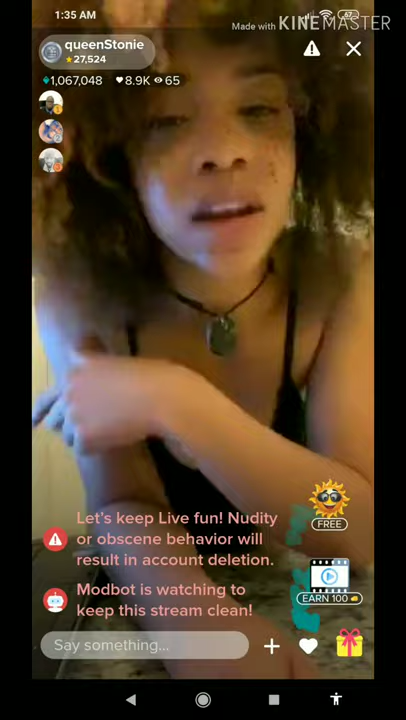 1:35 AM
67
Made with KINEMASTER
queenStonie
★27,524
1,067,048 8.9K 65
Let's keep Live fun! Nudity
or obscene behavior will
result in account deletion.
FREE
Modbot is watching to
keep this stream clean!
EARN 100
Say something...